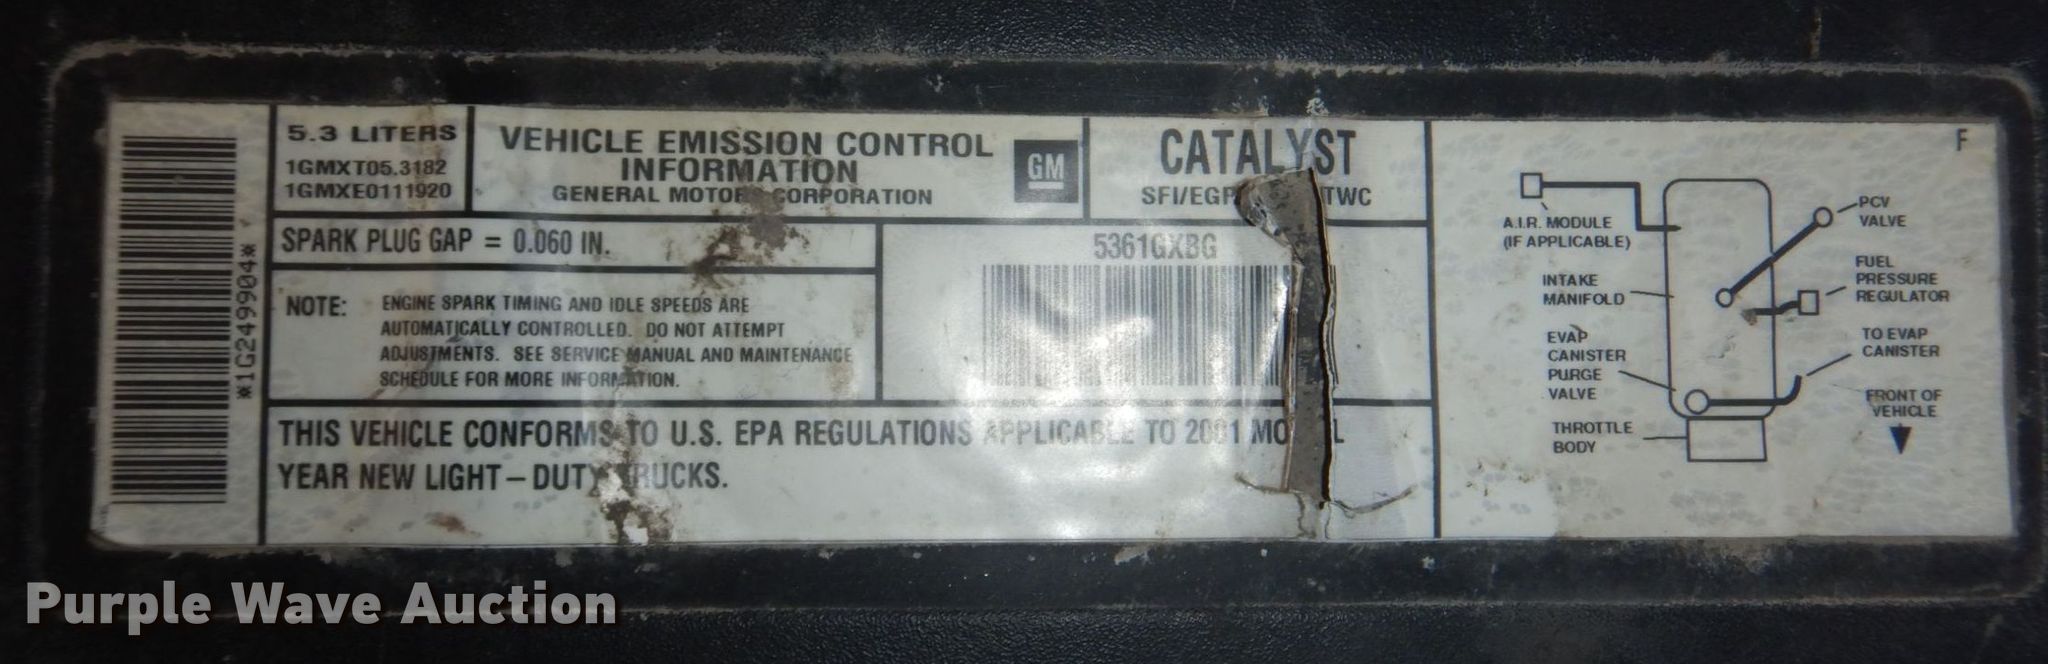 *1G249904*
5.3 LITERS
1GMXT05.3182
1GMXE0111920
VEHICLE EMISSION CONTROL
INFORMATION
GENERAL MOTORS CORPORATION
GM
CATALYST
SFI/EGR TWC
SPARK PLUG GAP = 0.060 IN.
5361GXBG
NOTE: ENGINE SPARK TIMING AND IDLE SPEEDS ARE
AUTOMATICALLY CONTROLLED. DO NOT ATTEMPT
ADJUSTMENTS. SEE SERVICE MANUAL AND MAINTENANCE
SCHEDULE FOR MORE INFORMATION.
THIS VEHICLE CONFORMS TO U.S. EPA REGULATIONS APPLICABLE TO 2001 MODEL
YEAR NEW LIGHT-DUTY TRUCKS.
F
A.I.R. MODULE
(IF APPLICABLE)
INTAKE
MANIFOLD
EVAP
CANISTER
PURGE
VALVE
THROTTLE
BODY
PCV
VALVE
FUEL
PRESSURE
REGULATOR
TO EVAP
CANISTER
FRONT OF
VEHICLE
Purple Wave Auction